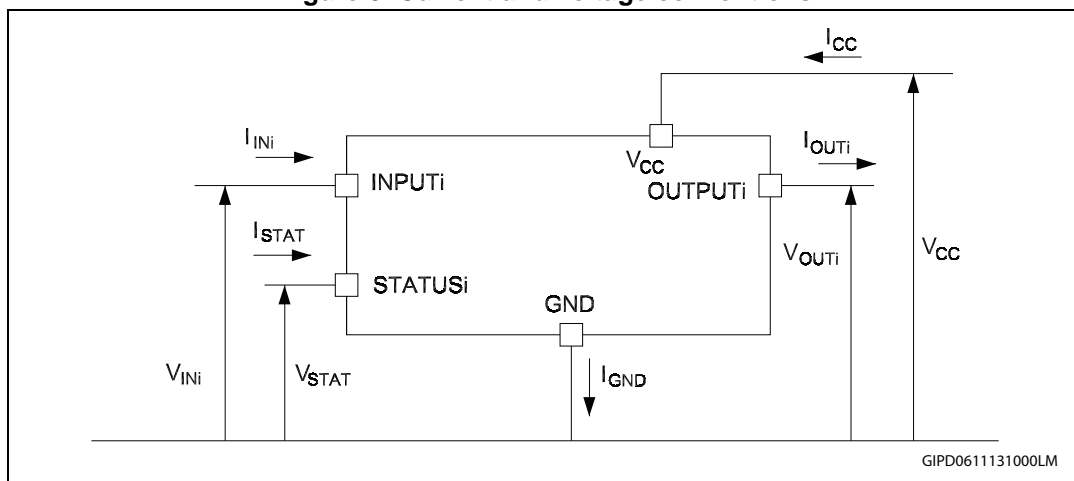 I_CC
V_CC
I_INi
INPUTi
I_OUTi
OUTPUTi
I_STAT
STATUSi
GND
V_OUTi
V_CC
V_INi
V_STAT
I_GND
GIPD0611131000LM